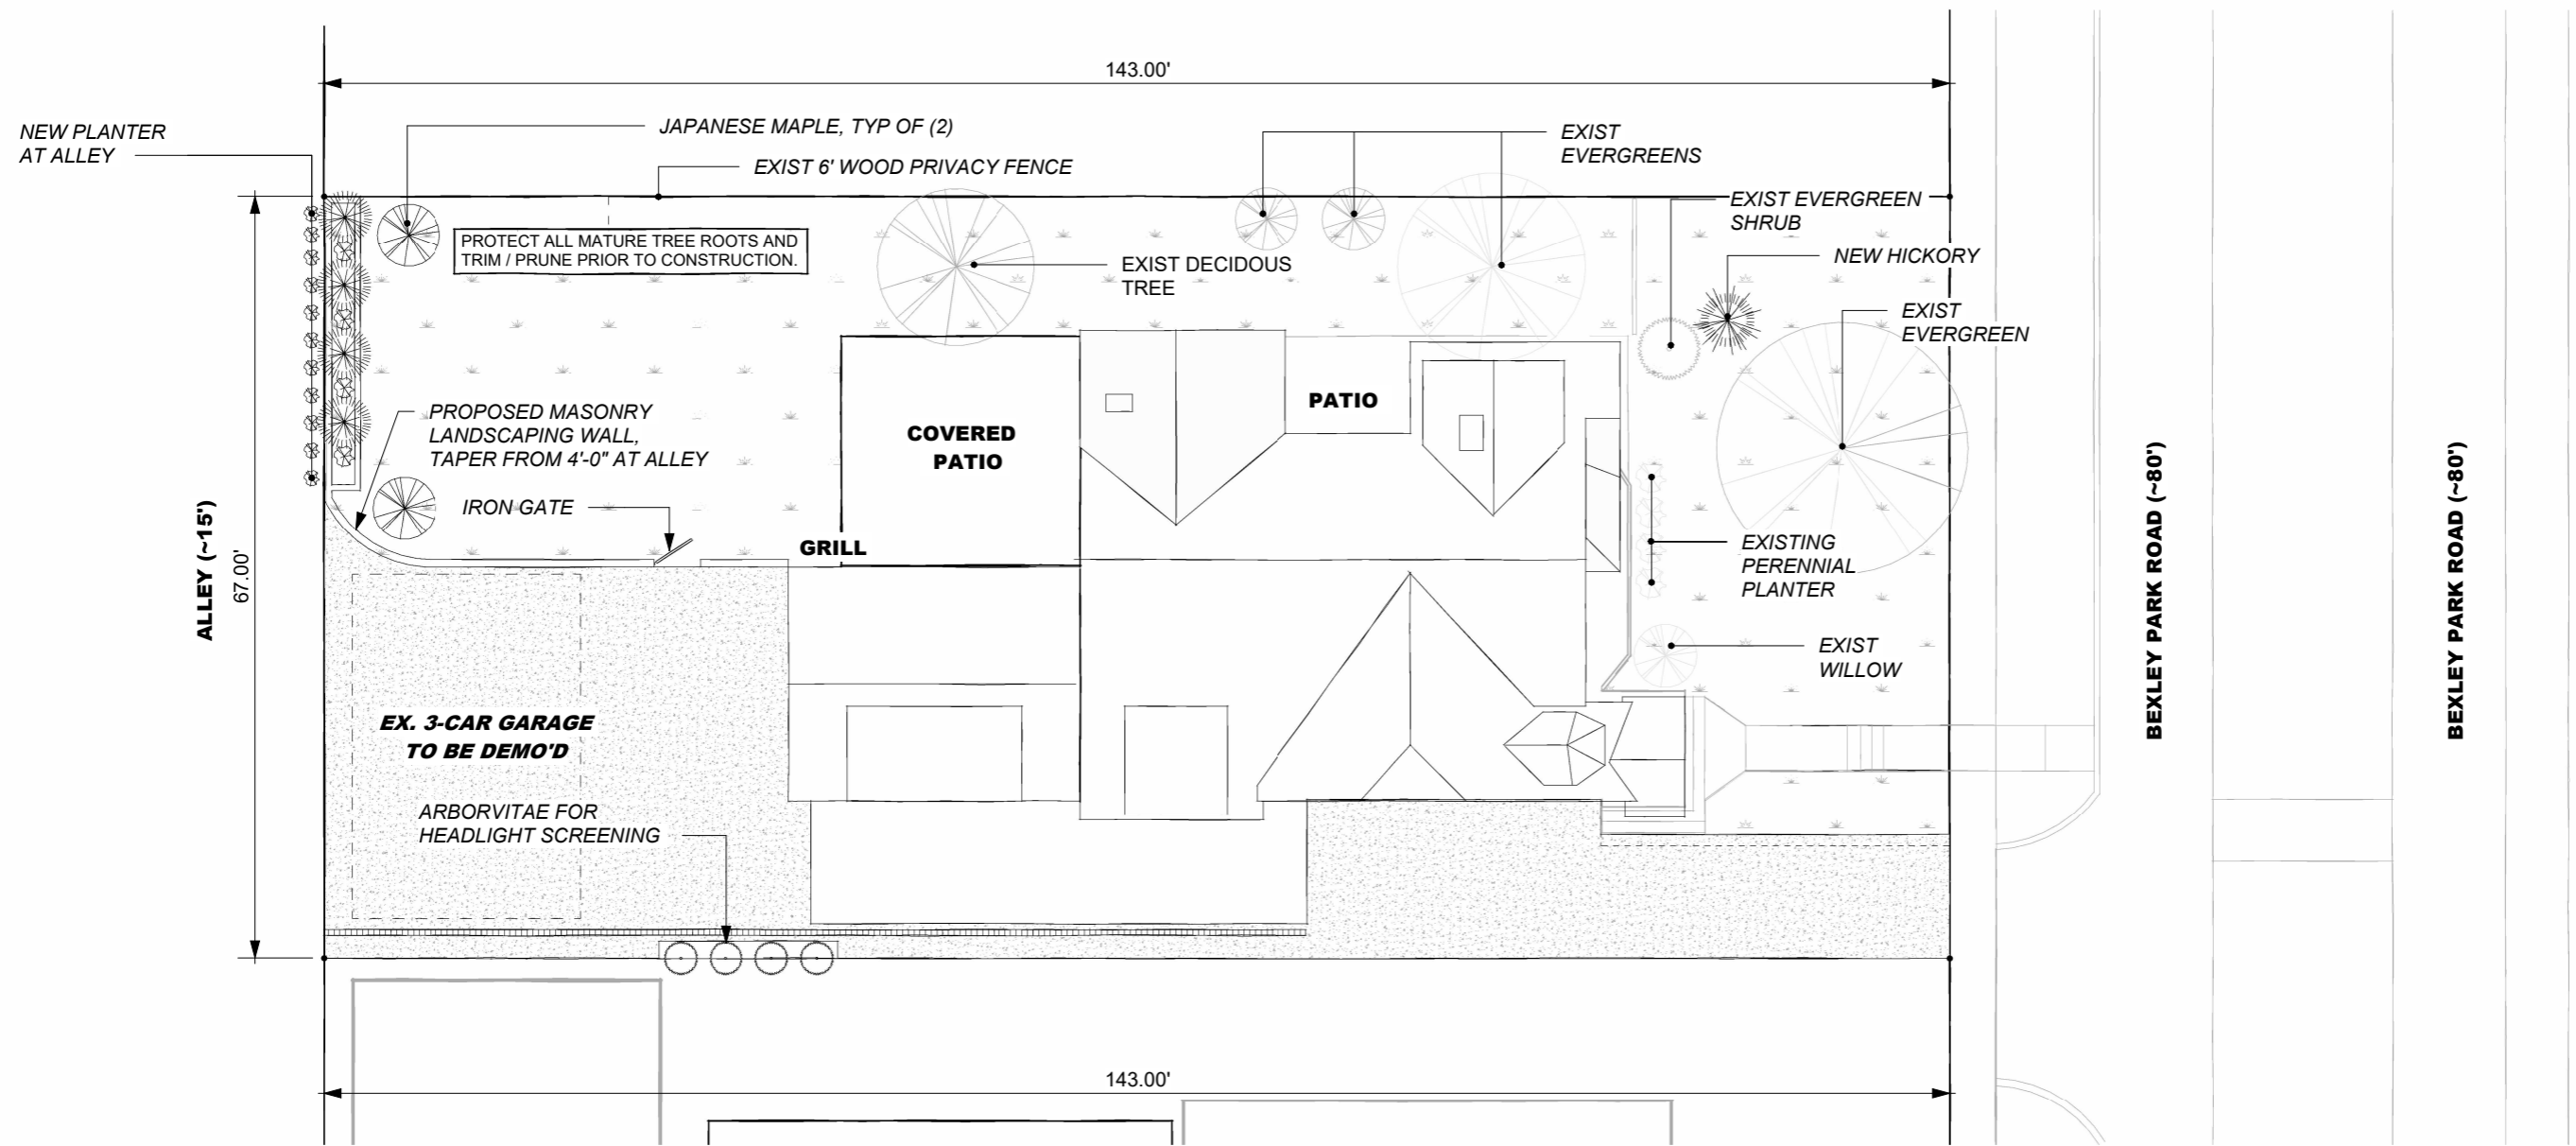 143.00'
NEW PLANTER
AT ALLEY
JAPANESE MAPLE, TYP OF (2)
EXIST 6' WOOD PRIVACY FENCE
EXIST
EVERGREENS
EXIST EVERGREEN
SHRUB
NEW HICKORY
PROTECT ALL MATURE TREE ROOTS AND
TRIM / PRUNE PRIOR TO CONSTRUCTION.
EXIST DECIDOUS
TREE
EXIST
EVERGREEN
PROPOSED MASONRY
LANDSCAPING WALL,
TAPER FROM 4'-0" AT ALLEY
COVERED
PATIO
PATIO
IRON GATE
GRILL
ALLEY (~15')
67.00'
EXISTING
PERENNIAL
PLANTER
BEXLEY PARK ROAD (~80')
BEXLEY PARK ROAD (~80')
EXIST
WILLOW
EX. 3-CAR GARAGE
TO BE DEMO'D
ARBORVITAE FOR
HEADLIGHT SCREENING
143.00'